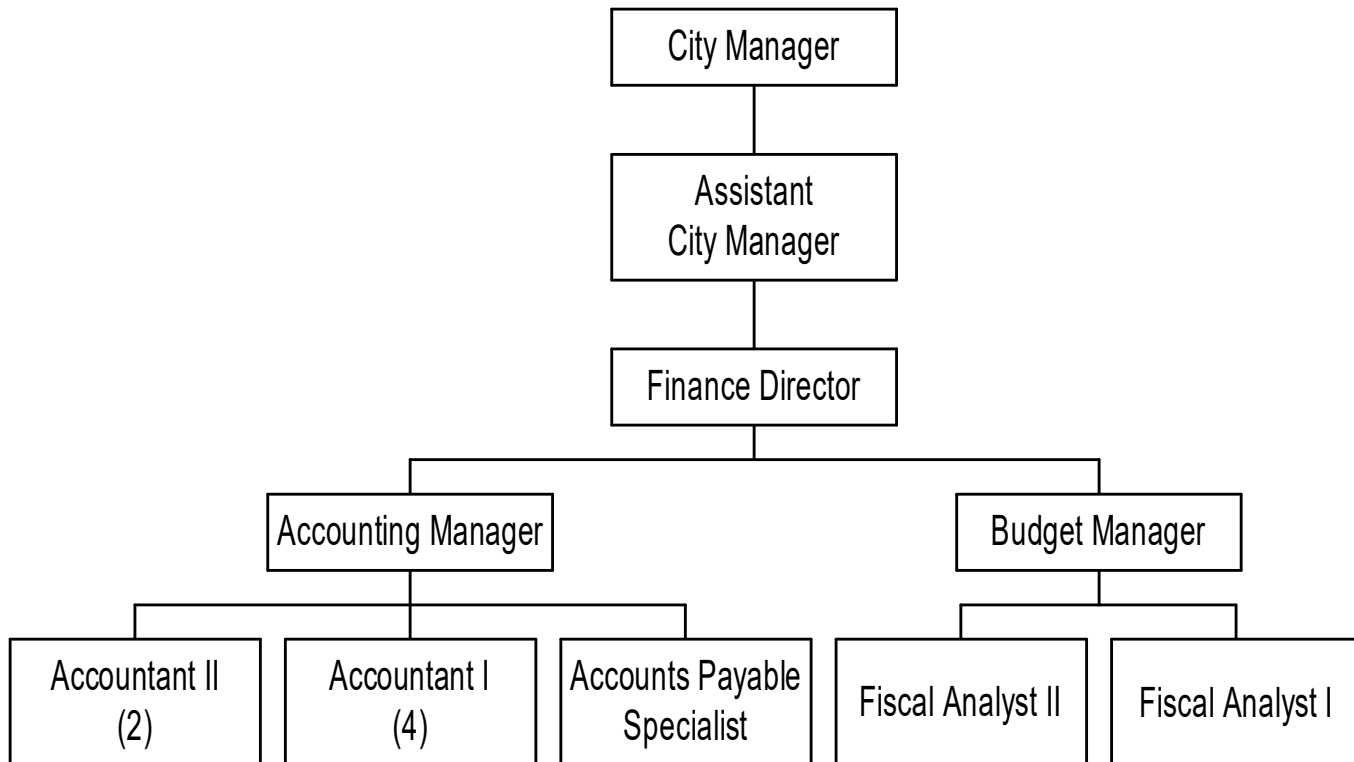 City Manager
Assistant
City Manager
Finance Director
Accounting Manager
Budget Manager
Accountant II
(2)
Accountant I
(4)
Accounts Payable
Specialist
Fiscal Analyst II
Fiscal Analyst I